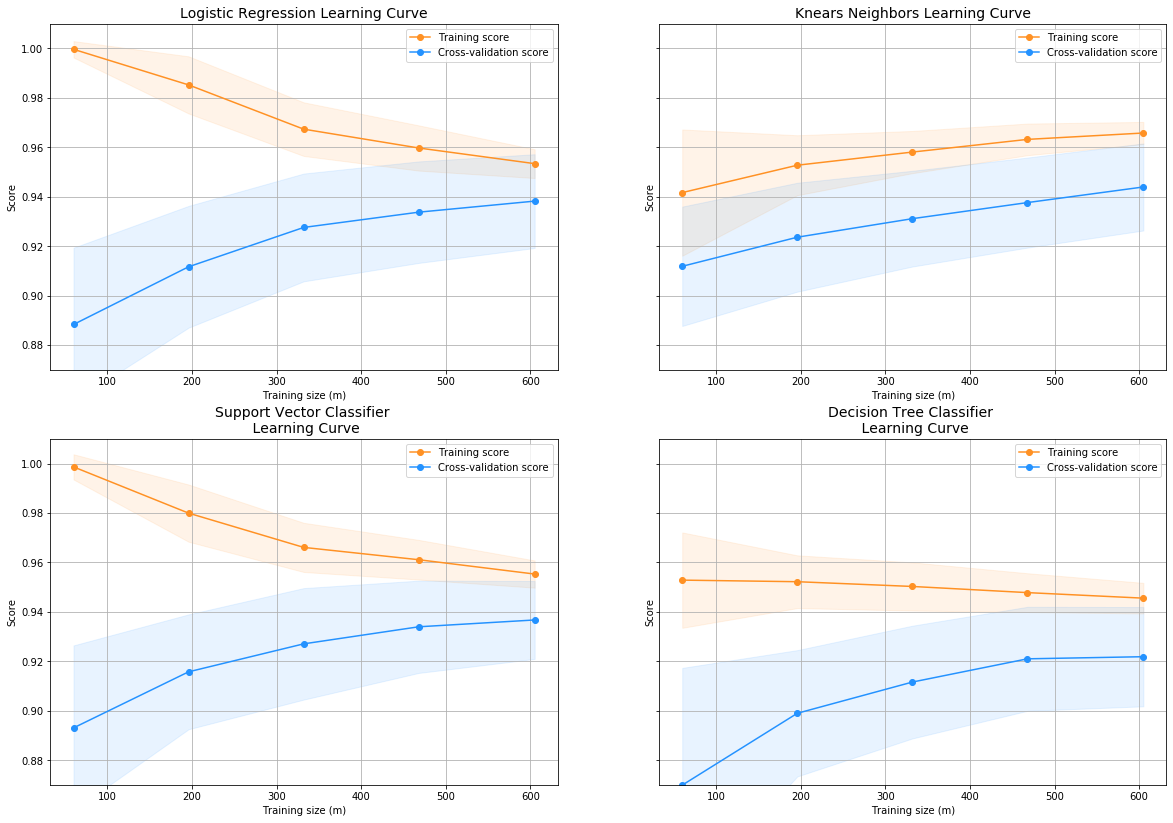 Logistic Regression Learning Curve
Training score
Cross-validation score
1.00
0.98
0.96
0.94
0.92
0.90
0.88
Score
100
200
300
400
500
600
Training size (m)
Knears Neighbors Learning Curve
Training score
Cross-validation score
Score
100
200
300
400
500
600
Training size (m)
Support Vector Classifier
Learning Curve
Training score
Cross-validation score
1.00
0.98
0.96
0.94
0.92
0.90
0.88
Score
100
200
300
400
500
600
Training size (m)
Decision Tree Classifier
Learning Curve
Training score
Cross-validation score
Score
100
200
300
400
500
600
Training size (m)